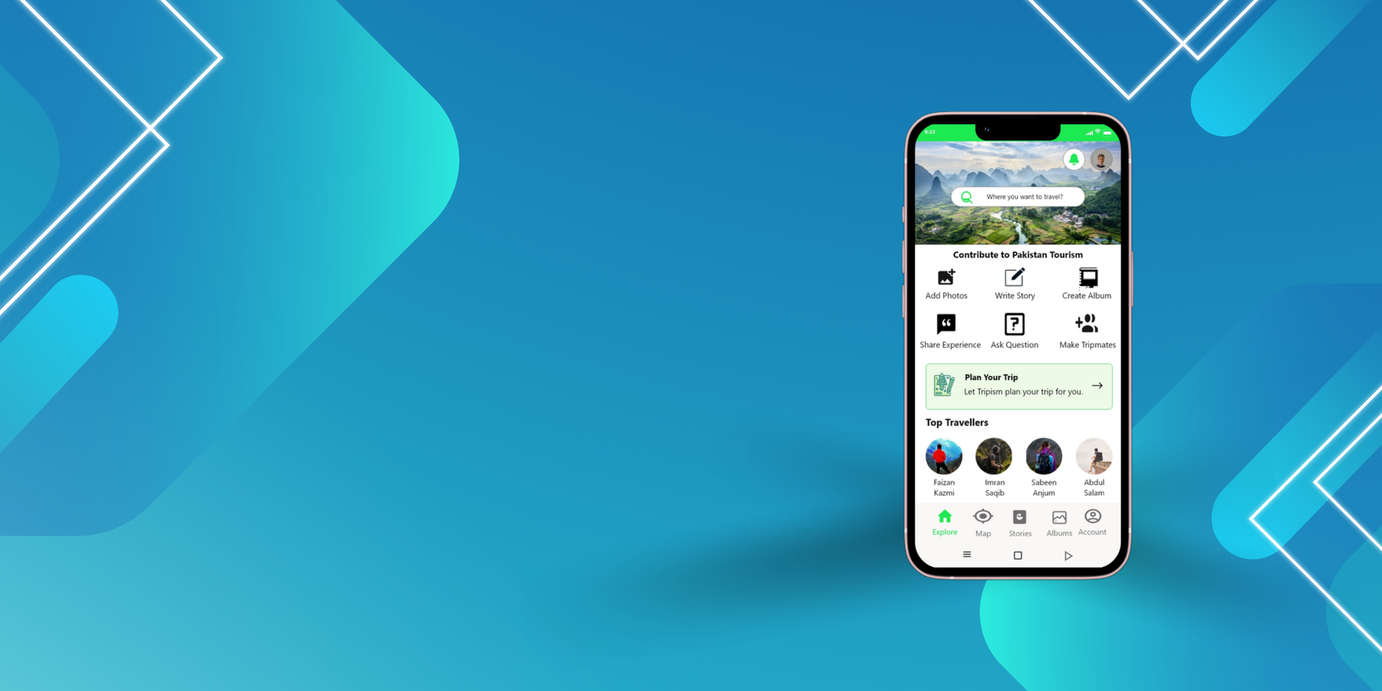 8:22
Where you want to travel?
Contribute to Pakistan Tourism
Add Photos
Write Story
Create Album
Share Experience
Ask Question
Make Tripmates
Plan Your Trip
Let Tripism plan your trip for you.
Top Travellers
Faizan
Kazmi
Imran
Saqib
Sabeen
Anjum
Abdul
Salam
Explore
Map
Stories
Albums
Account